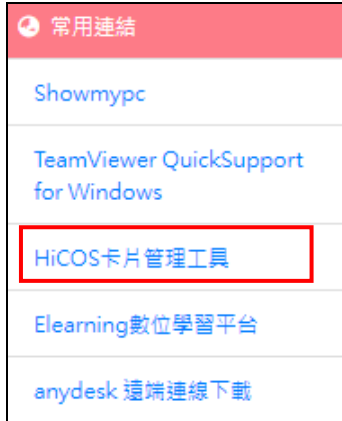 常用連結
Showmypc
TeamViewer QuickSupport
for Windows
HiCOS卡片管理工具
Elearning數位學習平台
anydesk 遠端連線下載